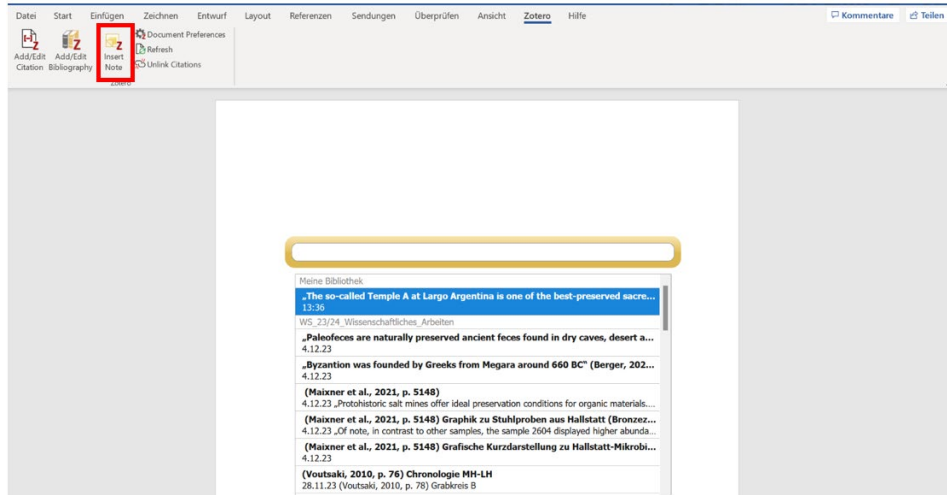 Datei Start Einfügen Zeichnen Entwurf Layout Referenzen Sendungen Überprüfen Ansicht Zotero Hilfe Kommentare Teilen
Add/Edit Citation
Add/Edit Bibliography
Insert Note
Document Preferences
Refresh
Unlink Citations
Zotero
Meine Bibliothek
„The so-called Temple A at Largo Argentina is one of the best-preserved sacre...
13:36
WS_23/24_Wissenschaftliches_Arbeiten
„Paleofeces are naturally preserved ancient feces found in dry caves, desert a...
4.12.23
„Byzantion was founded by Greeks from Megara around 660 BC“ (Berger, 202...
4.12.23
(Maixner et al., 2021, p. 5148)
4.12.23 „Protohistoric salt mines offer ideal preservation conditions for organic materials....
(Maixner et al., 2021, p. 5148) Graphik zu Stuhlproben aus Hallstatt (Bronzez...
4.12.23 „Of note, in contrast to other samples, the sample 2604 displayed higher abunda...
(Maixner et al., 2021, p. 5148) Grafische Kurzdarstellung zu Hallstatt-Mikrobi...
4.12.23
(Voutsaki, 2010, p. 76) Chronologie MH-LH
28.11.23 (Voutsaki, 2010, p. 78) Grabkreis B